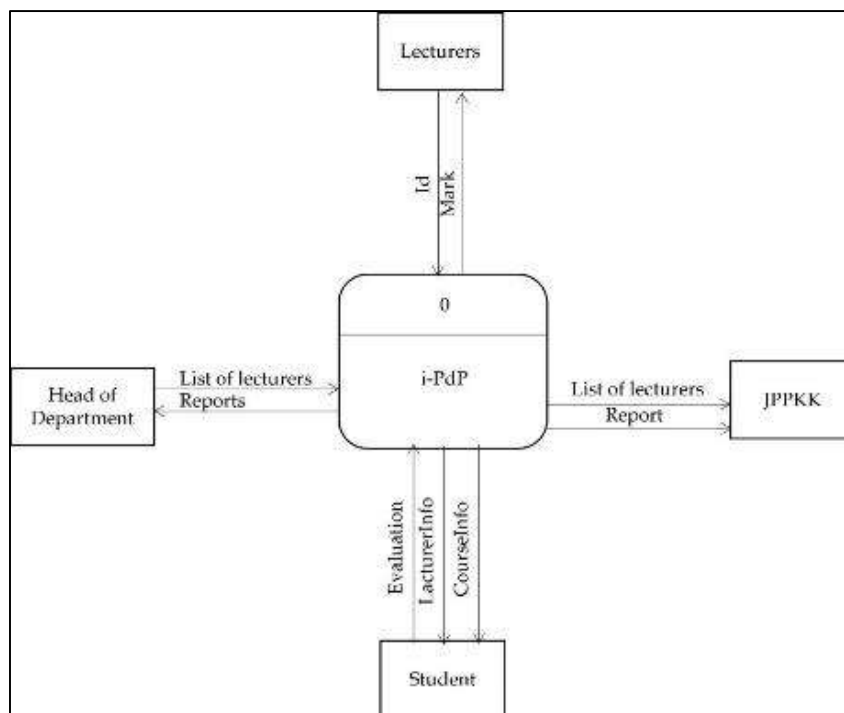 Lecturers
Id
Mark
0
i-PdP
Head of
Department
List of lecturers
Reports
List of lecturers
Report
JPPKK
Evaluation
LacturerInfo
CourseInfo
Student